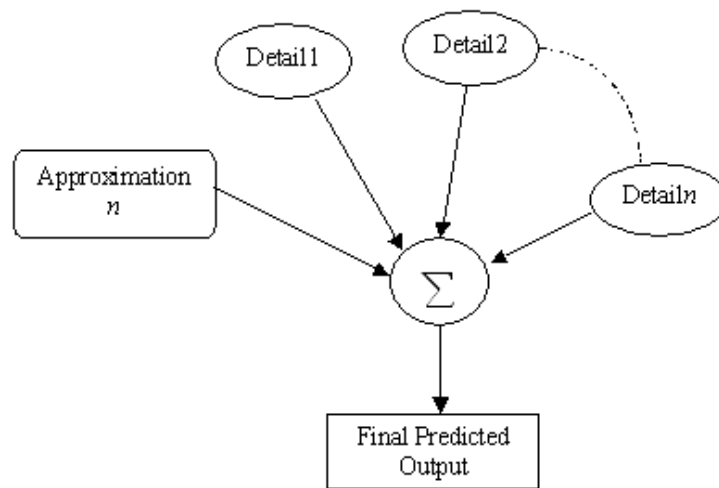 Detail1
Detail2
Approximation
n
Detailn
∑
Final Predicted
Output